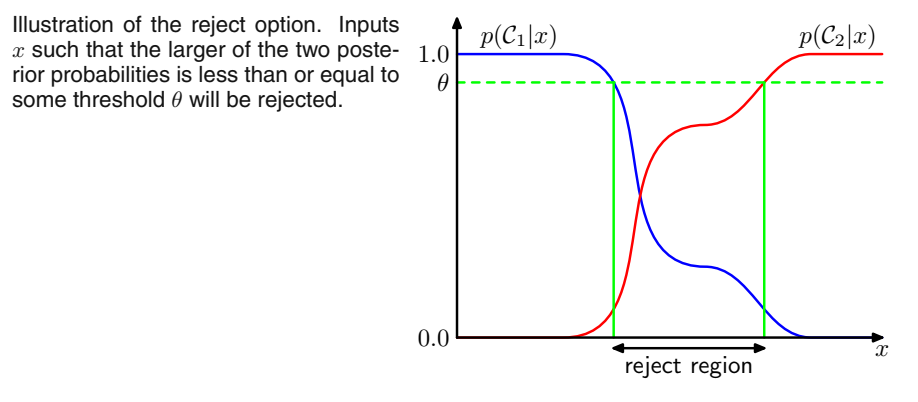 Illustration of the reject option. Inputs
x such that the larger of the two poste-
rior probabilities is less than or equal to
some threshold θ will be rejected.
p(C₁|x)
p(C₂|x)
1.0
θ
0.0
x
reject region